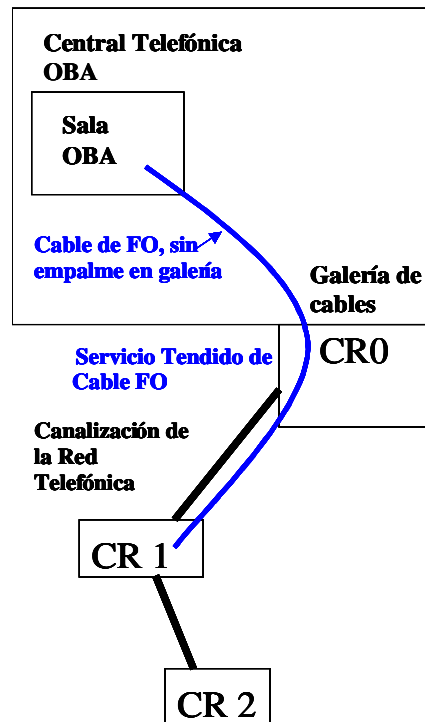 Central Telefónica
OBA
Sala
OBA
Cable de FO, sin
empalme en galería
Galería de
cables
CR0
Servicio Tendido de
Cable FO
Canalización de
la Red
Telefónica
CR 1
CR 2